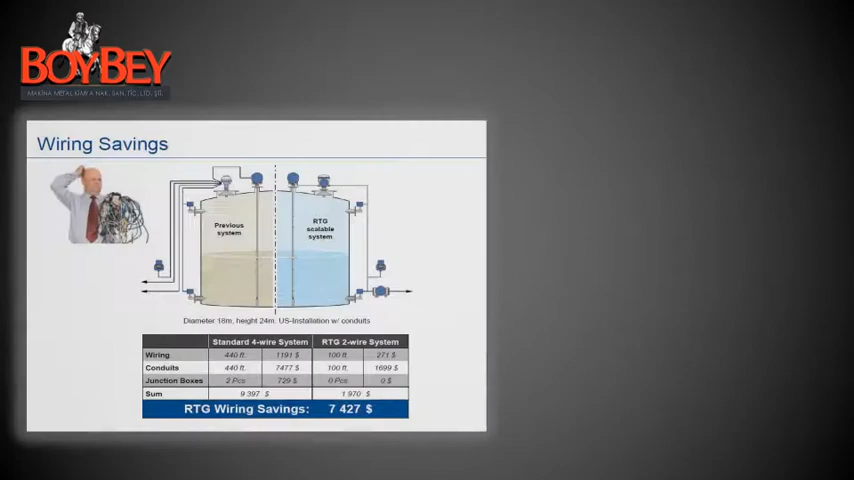 BOYBEY
MAKİNA METAL KİMYA NAK. SAN. TİC. LTD. ŞTİ.
Wiring Savings
Previous system
RTG scalable system
Diameter 18m, height 24m. US-Installation w/ conduits
Standard 4-wire System RTG 2-wire System
Wiring 440 ft. 1191 $ 100 ft. 271 $
Conduits 440 ft. 7477 $ 100 ft. 1699 $
Junction Boxes 2 Pcs 729 $ 0 Pcs 0 $
Sum 9 397 $ 1 970 $
RTG Wiring Savings: 7 427 $